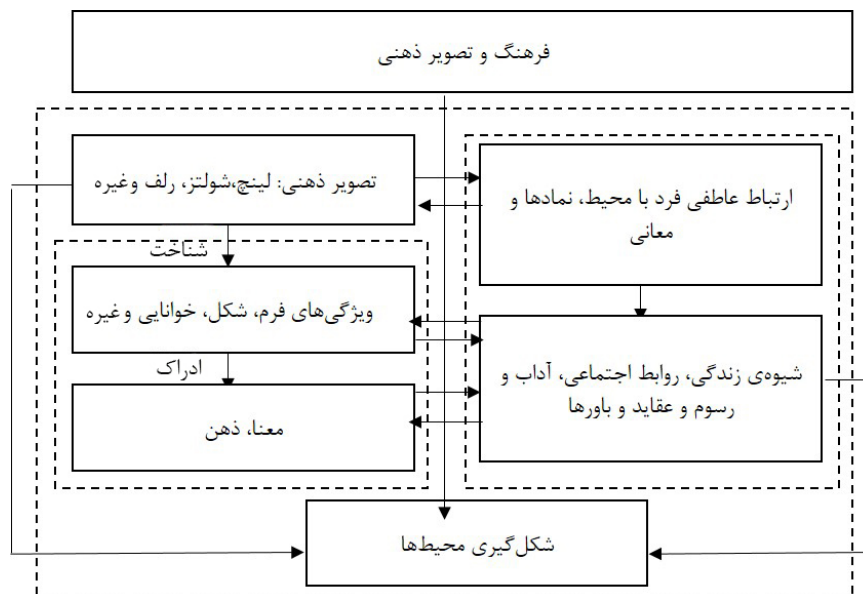 فرهنگ و تصویر ذهنی
ارتباط عاطفی فرد با محیط، نمادها و
معانی
شیوه‌ی زندگی، روابط اجتماعی، آداب و
رسوم و عقاید و باورها
تصویر ذهنی: لینچ،شولتز، رلف وغیره
شناخت
ویژگی‌های فرم، شکل، خوانایی وغیره
ادراک
معنا، ذهن
شکل‌گیری محیط‌ها